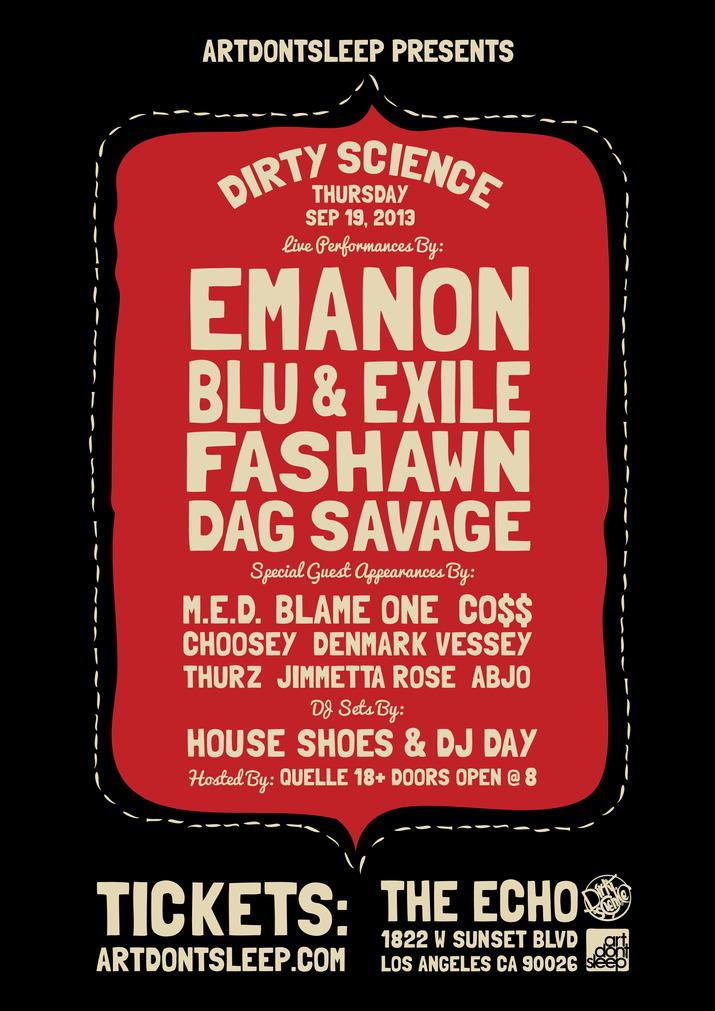 ARTDONTSLEEP PRESENTS
DIRTY SCIENCE
THURSDAY
SEP 19, 2013
Live Performances By:
EMANON
BLU & EXILE
FASHAWN
DAG SAVAGE
Special Guest Appearances By:
M.E.D. BLAME ONE CO$$
CHOOSEY DENMARK VESSEY
THURZ JIMMETTA ROSE ABJO
DJ Sets By:
HOUSE SHOES & DJ DAY
Hosted By: QUELLE 18+ DOORS OPEN @ 8
TICKETS:
ARTDONTSLEEP.COM
THE ECHO
1822 W SUNSET BLVD
LOS ANGELES CA 90026
Dirty
Science
art
dont
sleep